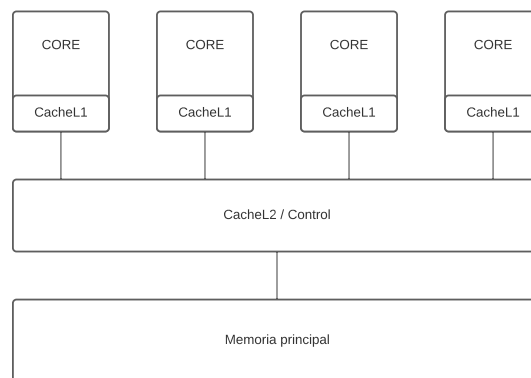 CORE CORE CORE CORE
CacheL1 CacheL1 CacheL1 CacheL1
CacheL2 / Control
Memoria principal